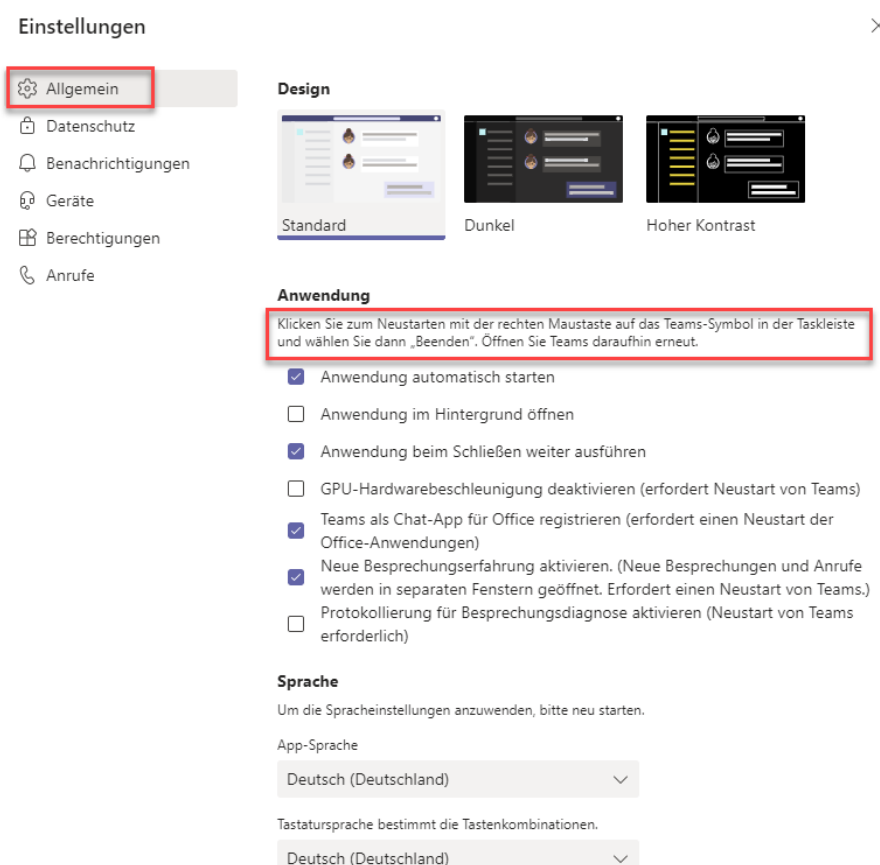 Einstellungen
Allgemein
Datenschutz
Benachrichtigungen
Geräte
Berechtigungen
Anrufe
Design
Standard
Dunkel
Hoher Kontrast
Anwendung
Klicken Sie zum Neustarten mit der rechten Maustaste auf das Teams-Symbol in der Taskleiste
und wählen Sie dann „Beenden“. Öffnen Sie Teams daraufhin erneut.
Anwendung automatisch starten
Anwendung im Hintergrund öffnen
Anwendung beim Schließen weiter ausführen
GPU-Hardwarebeschleunigung deaktivieren (erfordert Neustart von Teams)
Teams als Chat-App für Office registrieren (erfordert einen Neustart der
Office-Anwendungen)
Neue Besprechungserfahrung aktivieren. (Neue Besprechungen und Anrufe
werden in separaten Fenstern geöffnet. Erfordert einen Neustart von Teams.)
Protokollierung für Besprechungsdiagnose aktivieren (Neustart von Teams
erforderlich)
Sprache
Um die Spracheinstellungen anzuwenden, bitte neu starten.
App-Sprache
Deutsch (Deutschland)
Tastatursprache bestimmt die Tastenkombinationen.
Deutsch (Deutschland)